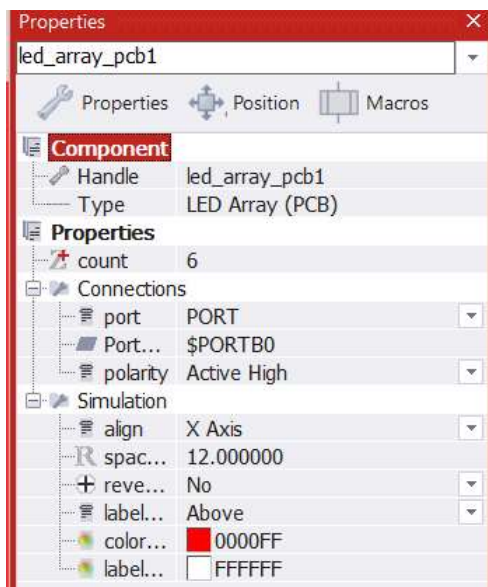 Properties
led_array_pcb1
Properties Position Macros
Component
Handle led_array_pcb1
Type LED Array (PCB)
Properties
count 6
Connections
port PORT
Port... $PORTB0
polarity Active High
Simulation
align X Axis
spac... 12.000000
reve... No
label... Above
color... 0000FF
label... FFFFFF